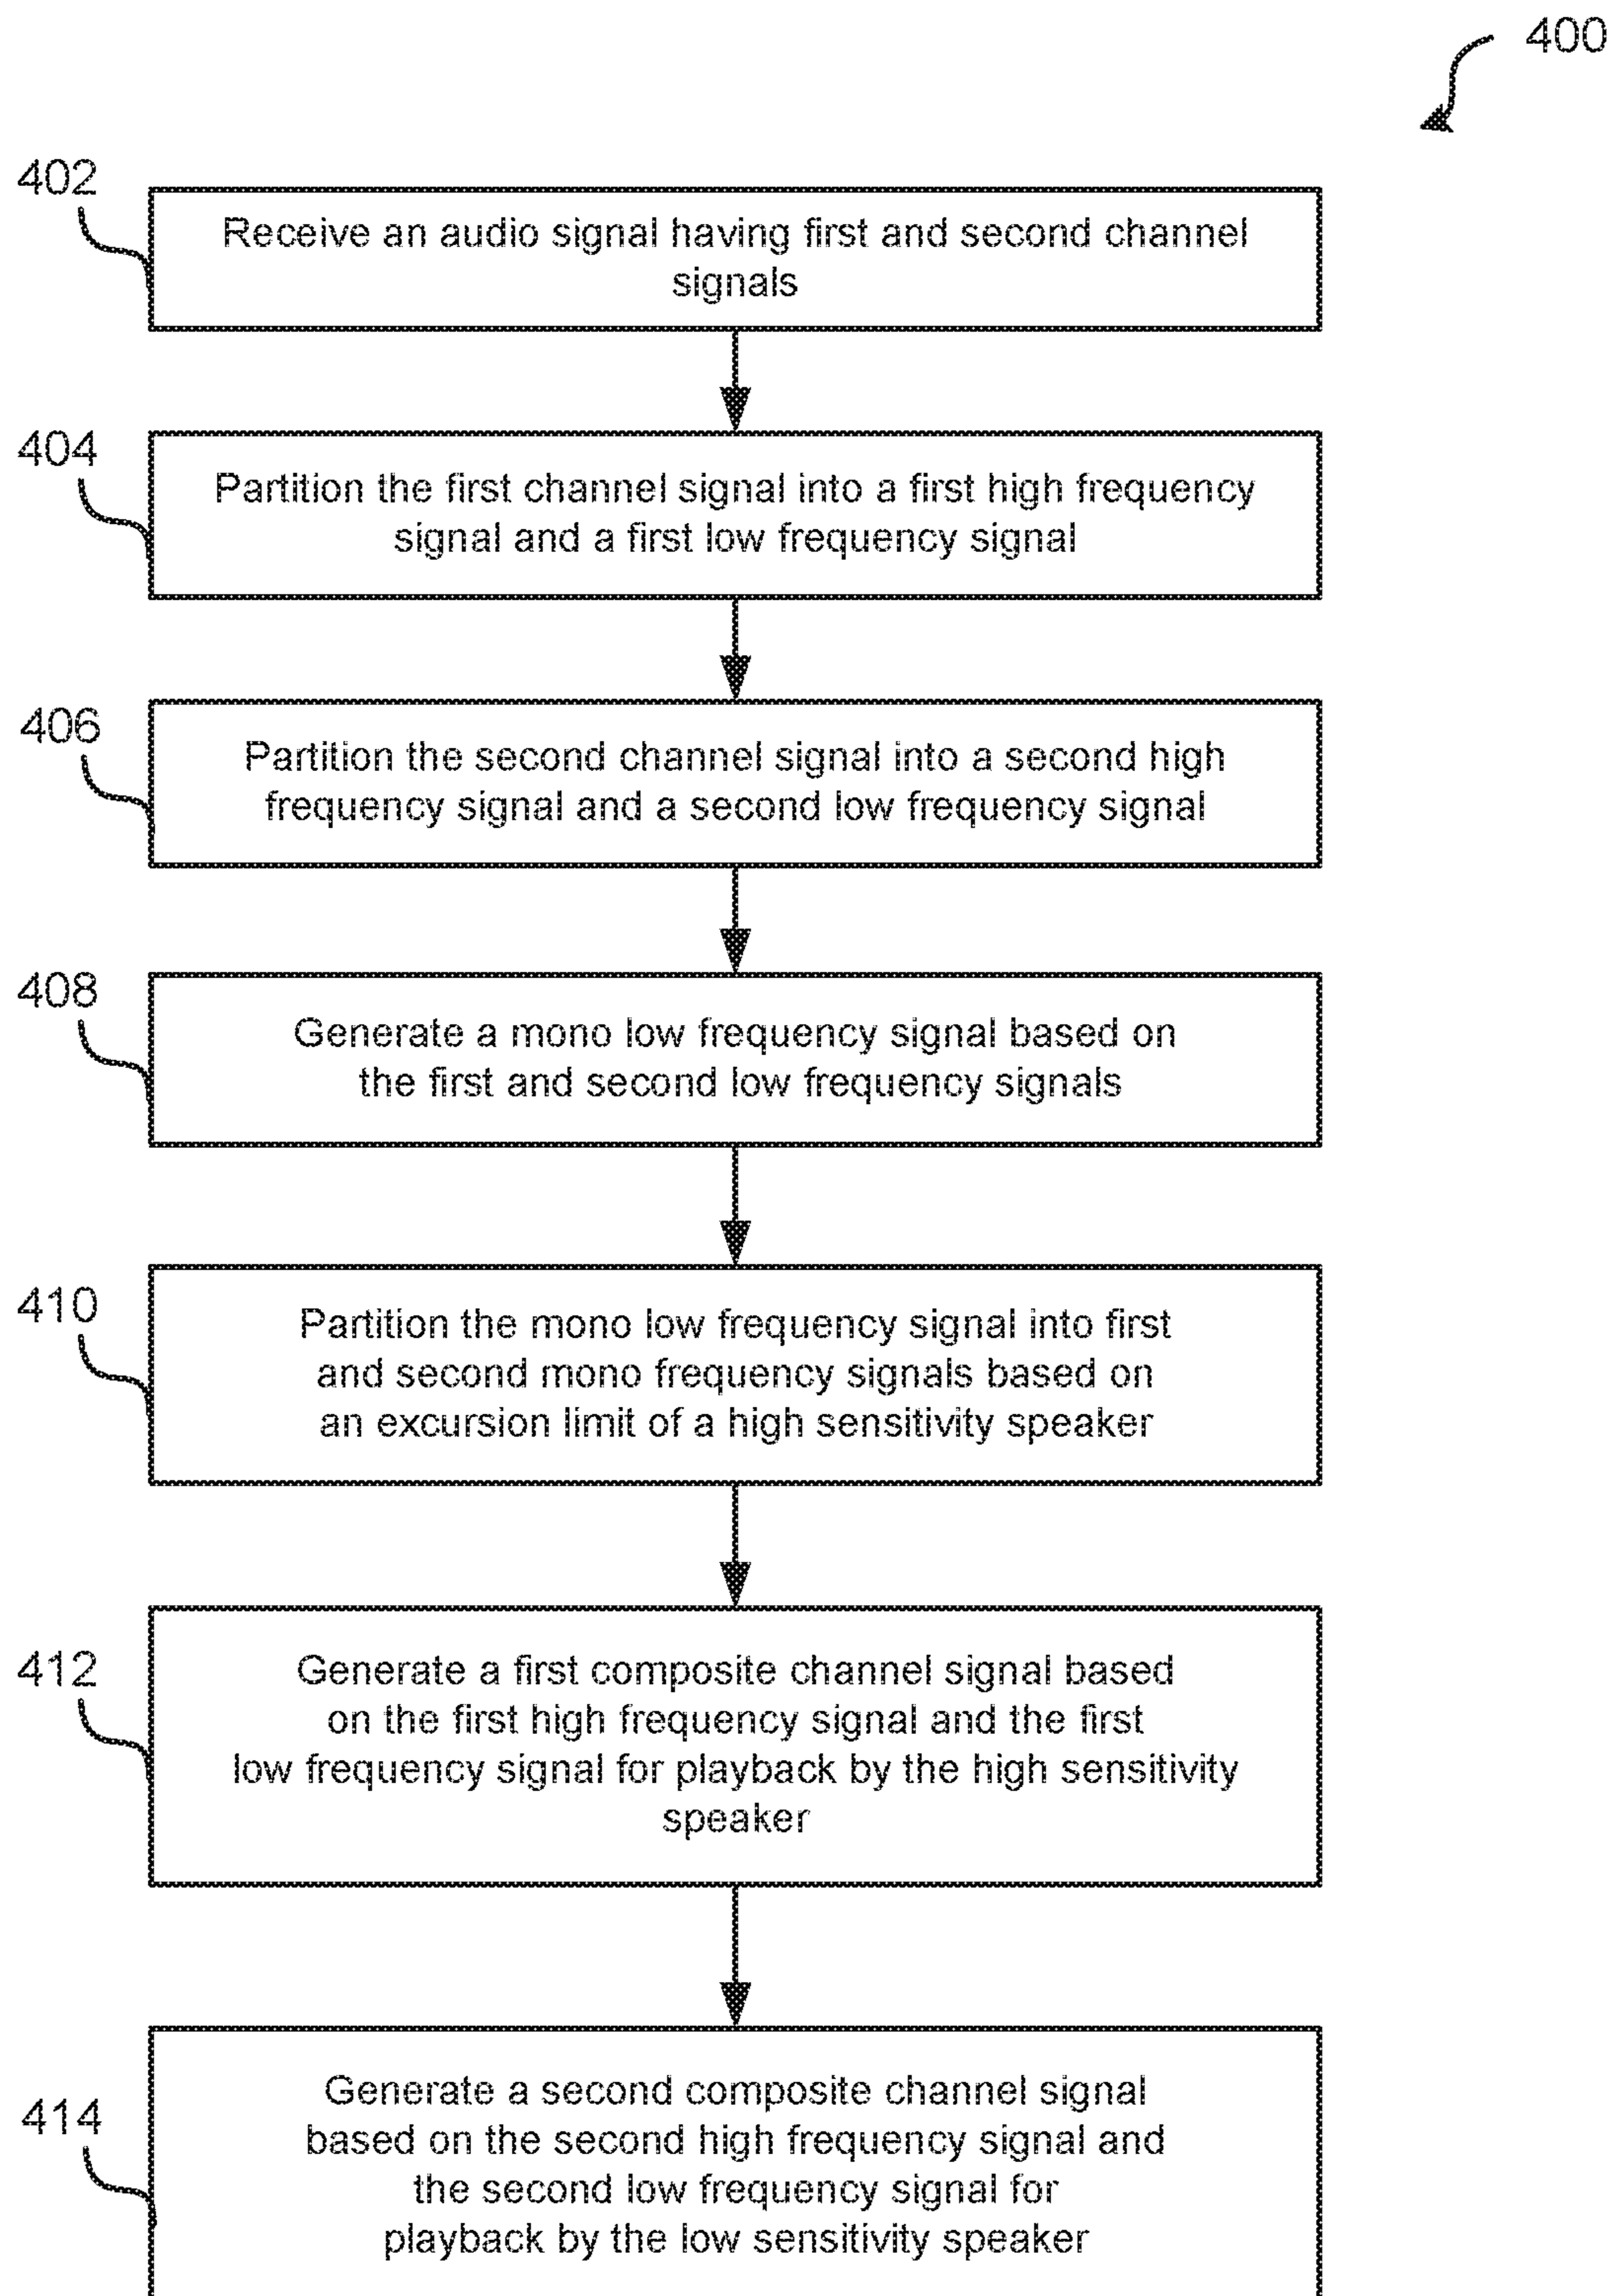 400
402
Receive an audio signal having first and second channel
signals
404
Partition the first channel signal into a first high frequency
signal and a first low frequency signal
406
Partition the second channel signal into a second high
frequency signal and a second low frequency signal
408
Generate a mono low frequency signal based on
the first and second low frequency signals
410
Partition the mono low frequency signal into first
and second mono frequency signals based on
an excursion limit of a high sensitivity speaker
412
Generate a first composite channel signal based
on the first high frequency signal and the first
low frequency signal for playback by the high sensitivity
speaker
414
Generate a second composite channel signal
based on the second high frequency signal and
the second low frequency signal for
playback by the low sensitivity speaker